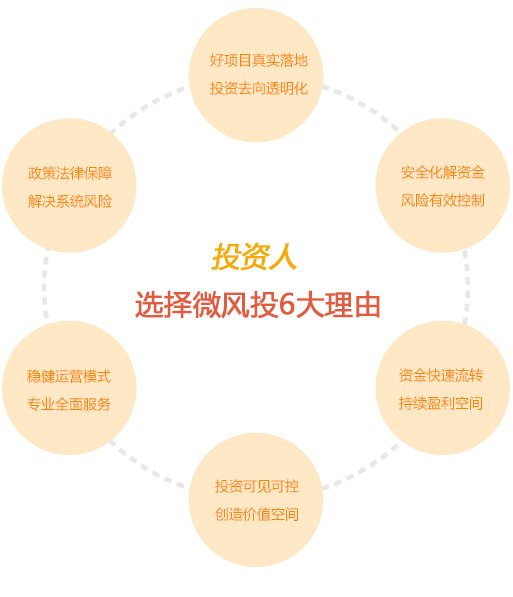 好项目真实落地
投资去向透明化
政策法律保障
解决系统风险
安全化解资金
风险有效控制
投资人
选择微风投6大理由
稳健运营模式
专业全面服务
资金快速流转
持续盈利空间
投资可见可控
创造价值空间